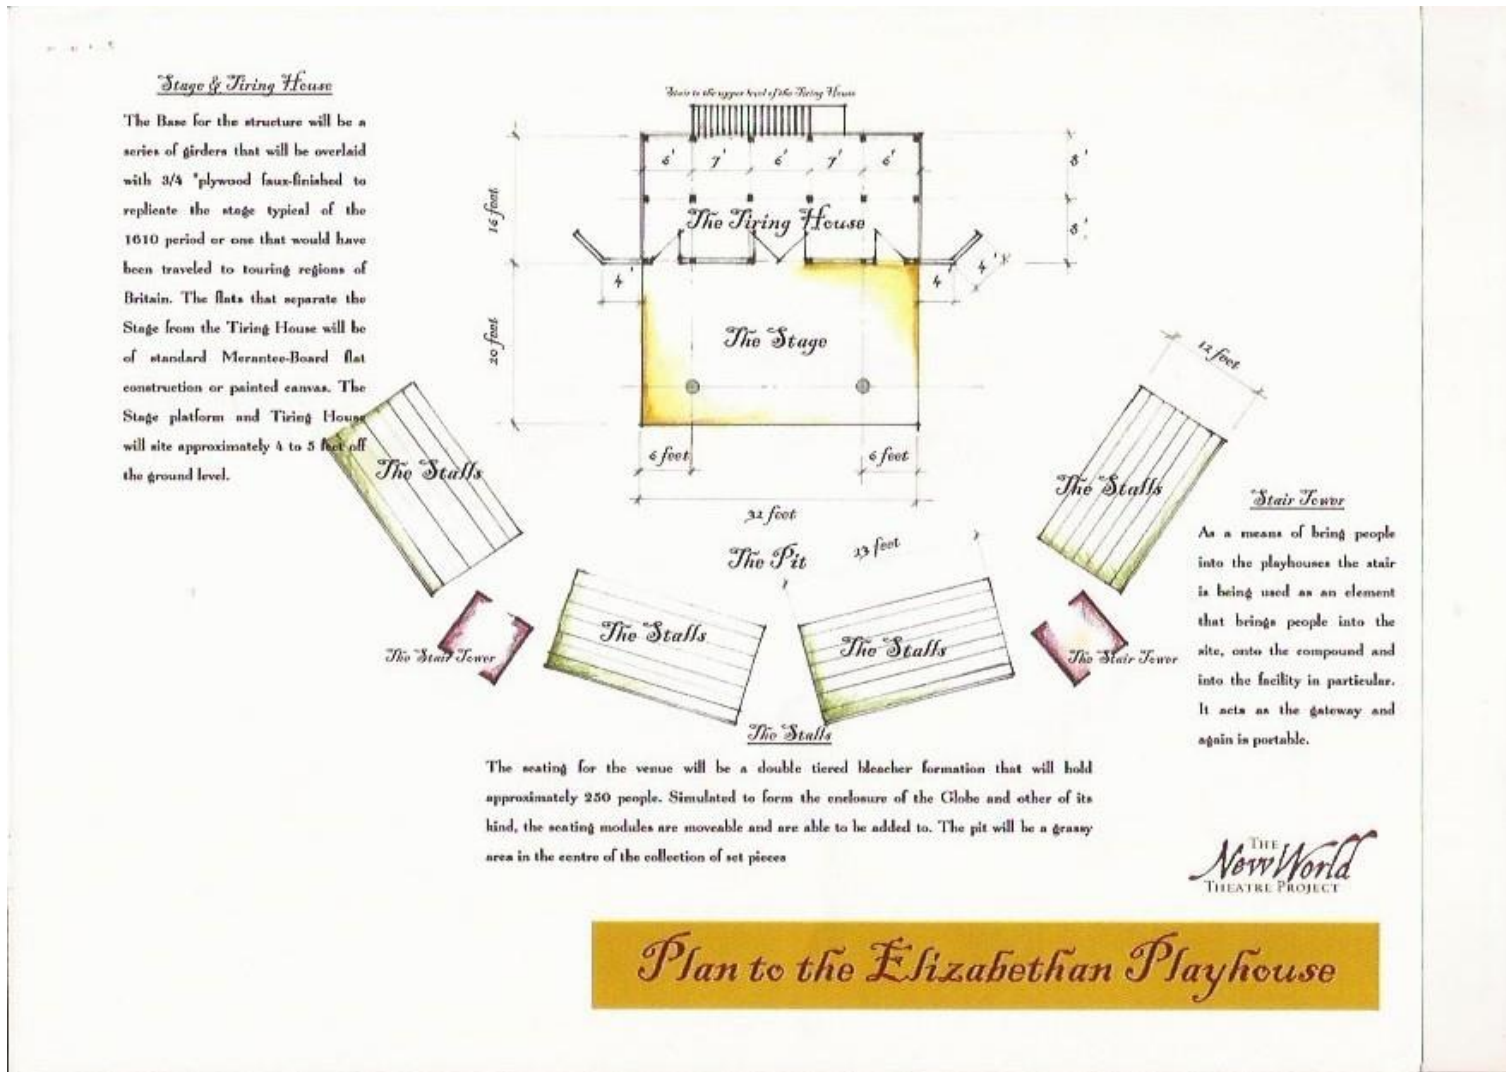 Stage & Tiring House
The Base for the structure will be a
series of girders that will be overlaid
with 3/4 "plywood faux-finished to
replicate the stage typical of the
1610 period or one that would have
been traveled to touring regions of
Britain. The flats that separate the
Stage from the Tiring House will be
of standard Merantee-Board flat
construction or painted canvas. The
Stage platform and Tiring House
will site approximately 4 to 5 feet off
the ground level.
Stair to the upper level of the Tiring House
6' 7' 6' 7' 6'
8'
16 feet
The Tiring House
8'
4' 4' 4'
20 feet
The Stage
12 feet
6 feet 6 feet
The Stalls
The Stalls
32 feet
The Pit
23 feet
The Stalls
The Stalls
The Stair Tower
The Stair Tower
Stair Tower
As a means of bring people
into the playhouses the stair
is being used as an element
that brings people into the
site, onto the compound and
into the facility in particular.
It acts as the gateway and
again is portable.
The Stalls
The seating for the venue will be a double tiered bleacher formation that will hold
approximately 250 people. Simulated to form the enclosure of the Globe and other of its
kind, the seating modules are moveable and are able to be added to. The pit will be a grassy
area in the centre of the collection of set pieces
THE
New World
THEATRE PROJECT
Plan to the Elizabethan Playhouse